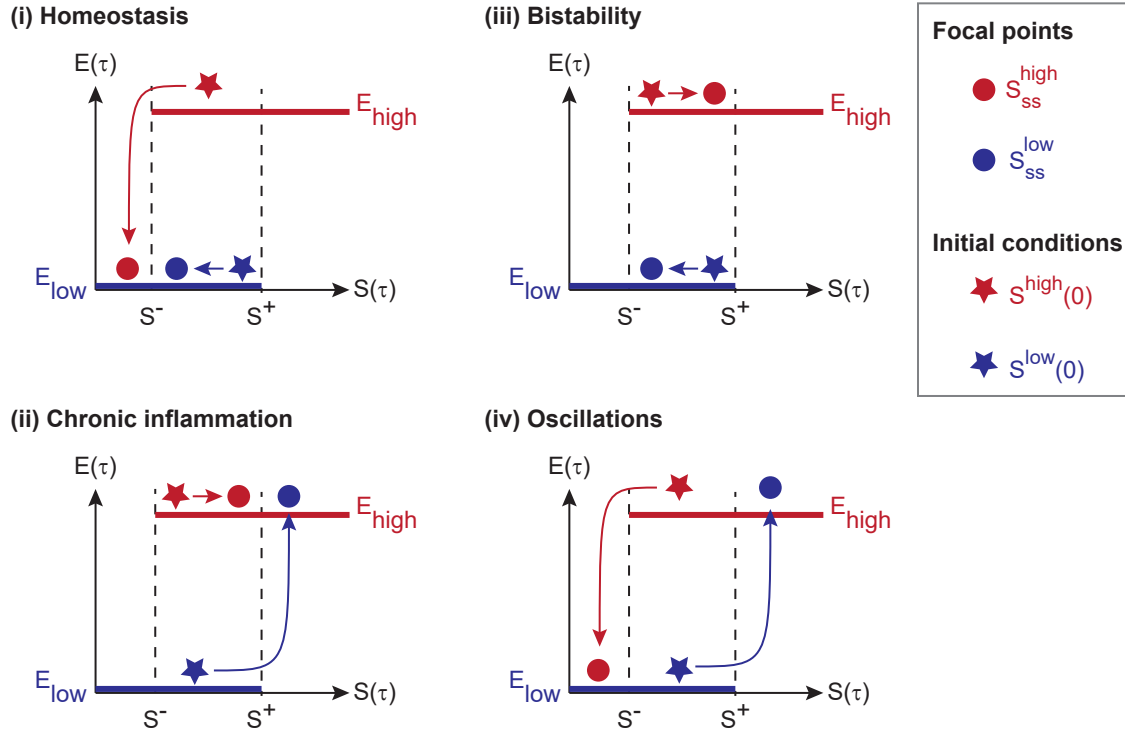 (i) Homeostasis
E(τ)
E_high
E_low
S^-
S^+
S(τ)
(iii) Bistability
E(τ)
E_high
E_low
S^-
S^+
S(τ)
Focal points
S_ss^high
S_ss^low
Initial conditions
S^high(0)
S^low(0)
(ii) Chronic inflammation
E(τ)
E_high
E_low
S^-
S^+
S(τ)
(iv) Oscillations
E(τ)
E_high
E_low
S^-
S^+
S(τ)